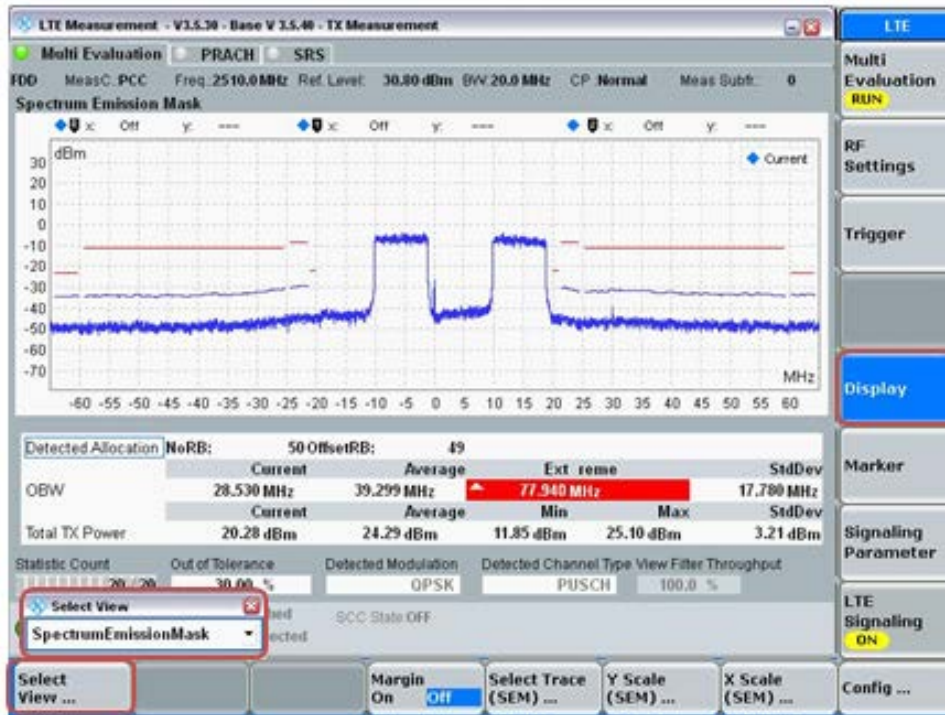 LTE Measurement - V3.5.30 - Base V 3.5.40 - TX Measurement
LTE
Multi Evaluation PRACH SRS
FDD MeasC.:PCC Freq.:2510.0 MHz Ref. Level: 30.80 dBm BW:20.0 MHz CP :Normal Meas Subfr.: 0
Spectrum Emission Mask
x: Off y: --- x: Off y: --- x: Off y: ---
dBm
Current
30
20
10
0
-10
-20
-30
-40
-50
-60
-70
MHz
-60 -55 -50 -45 -40 -35 -30 -25 -20 -15 -10 -5 0 5 10 15 20 25 30 35 40 45 50 55 60
Detected Allocation NoRB: 50 OffsetRB: 49
Current Average Ext reme StdDev
OBW 28.530 MHz 39.299 MHz 77.940 MHz 17.780 MHz
Current Average Min Max StdDev
Total TX Power 20.28 dBm 24.29 dBm 11.85 dBm 25.10 dBm 3.21 dBm
Statistic Count Out of Tolerance Detected Modulation Detected Channel Type View Filter Throughput
20 / 20 30.00 % QPSK PUSCH 100.0 %
Select View
SCC State:OFF
SpectrumEmissionMask
Select View ...
Margin On Off
Select Trace (SEM) ...
Y Scale (SEM) ...
X Scale (SEM) ...
Multi
Evaluation
RUN
RF
Settings
Trigger
Display
Marker
Signaling
Parameter
LTE
Signaling
ON
Config ...